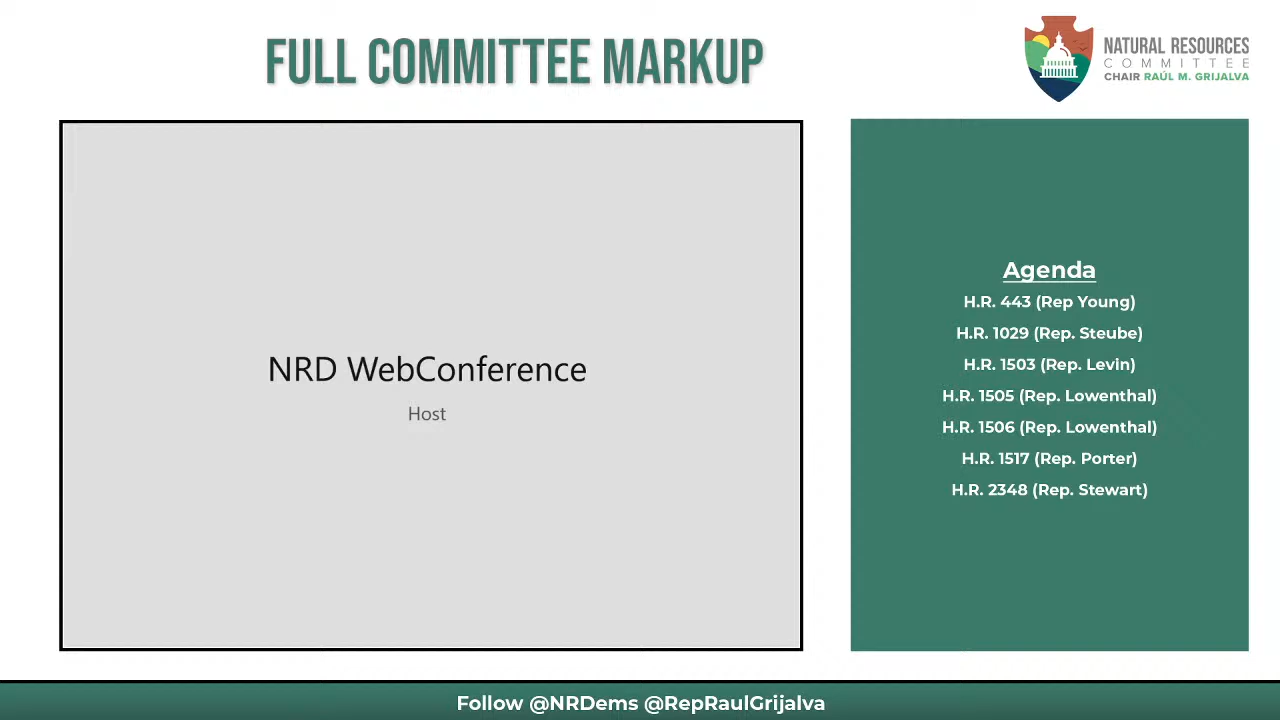 FULL COMMITTEE MARKUP
NATURAL RESOURCES
COMMITTEE
CHAIR RAÚL M. GRIJALVA
NRD WebConference
Host
Agenda
H.R. 443 (Rep Young)
H.R. 1029 (Rep. Steube)
H.R. 1503 (Rep. Levin)
H.R. 1505 (Rep. Lowenthal)
H.R. 1506 (Rep. Lowenthal)
H.R. 1517 (Rep. Porter)
H.R. 2348 (Rep. Stewart)
Follow @NRDems @RepRaulGrijalva